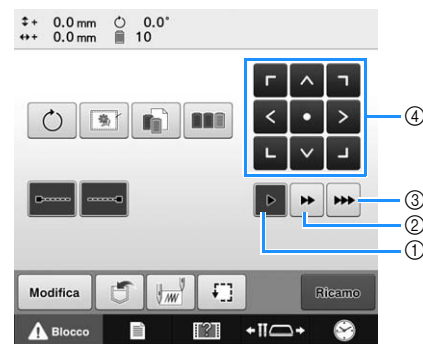 0.0 mm 0.0°
0.0 mm 10
④
③
②
①
Modifica Ricamo
Blocco